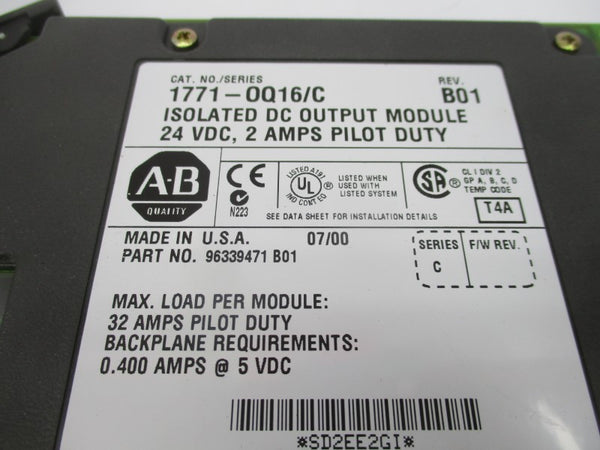 CAT. NO./SERIES REV.
1771-OQ16/C B01
ISOLATED DC OUTPUT MODULE
24 VDC, 2 AMPS PILOT DUTY
A-B
QUALITY
CE
N223
LISTED A197
UL
IND CONT EQ
LISTED WHEN
USED WITH
LISTED SYSTEM
SA
CL I DIV 2
GP A, B, C, D
TEMP CODE
T4A
SEE DATA SHEET FOR INSTALLATION DETAILS
MADE IN U.S.A. 07/00
PART NO. 96339471 B01
SERIES F/W REV.
C
MAX. LOAD PER MODULE:
32 AMPS PILOT DUTY
BACKPLANE REQUIREMENTS:
0.400 AMPS @ 5 VDC
*SD2EE2GI*